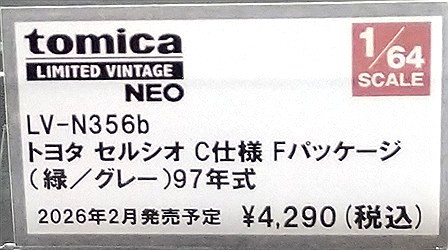 tomica
LIMITED VINTAGE
NEO
1/64
SCALE
LV-N356b
トヨタ セルシオ C仕様 Fパッケージ
(緑／グレー)97年式
2026年2月発売予定 ¥4,290(税込)